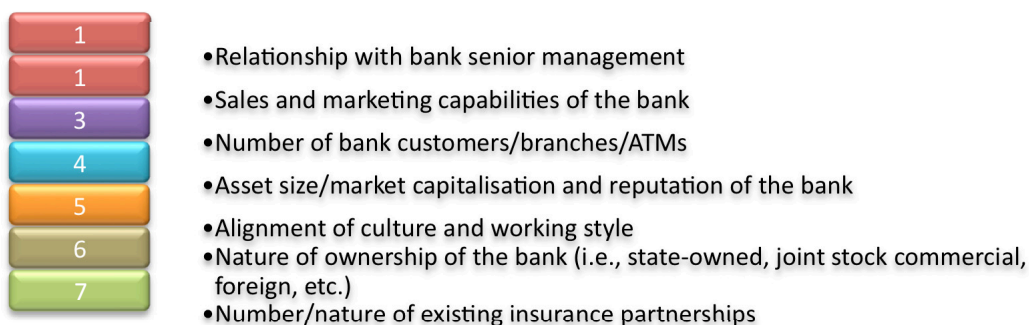 1
•Relationship with bank senior management
1
•Sales and marketing capabilities of the bank
3
•Number of bank customers/branches/ATMs
4
•Asset size/market capitalisation and reputation of the bank
5
•Alignment of culture and working style
6
•Nature of ownership of the bank (i.e., state-owned, joint stock commercial,
foreign, etc.)
7
•Number/nature of existing insurance partnerships